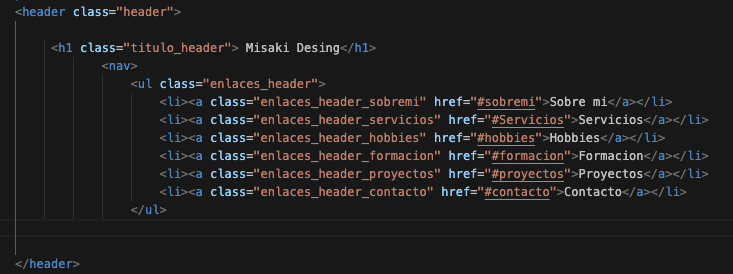 <header class="header">
<h1 class="titulo_header"> Misaki Desing</h1>
<nav>
<ul class="enlaces_header">
<li><a class="enlaces_header_sobremi" href="#sobremi">Sobre mi</a></li>
<li><a class="enlaces_header_servicios" href="#Servicios">Servicios</a></li>
<li><a class="enlaces_header_hobbies" href="#hobbies">Hobbies</a></li>
<li><a class="enlaces_header_formacion" href="#formacion">Formacion</a></li>
<li><a class="enlaces_header_proyectos" href="#proyectos">Proyectos</a></li>
<li><a class="enlaces_header_contacto" href="#contacto">Contacto</a></li>
</ul>
</header>